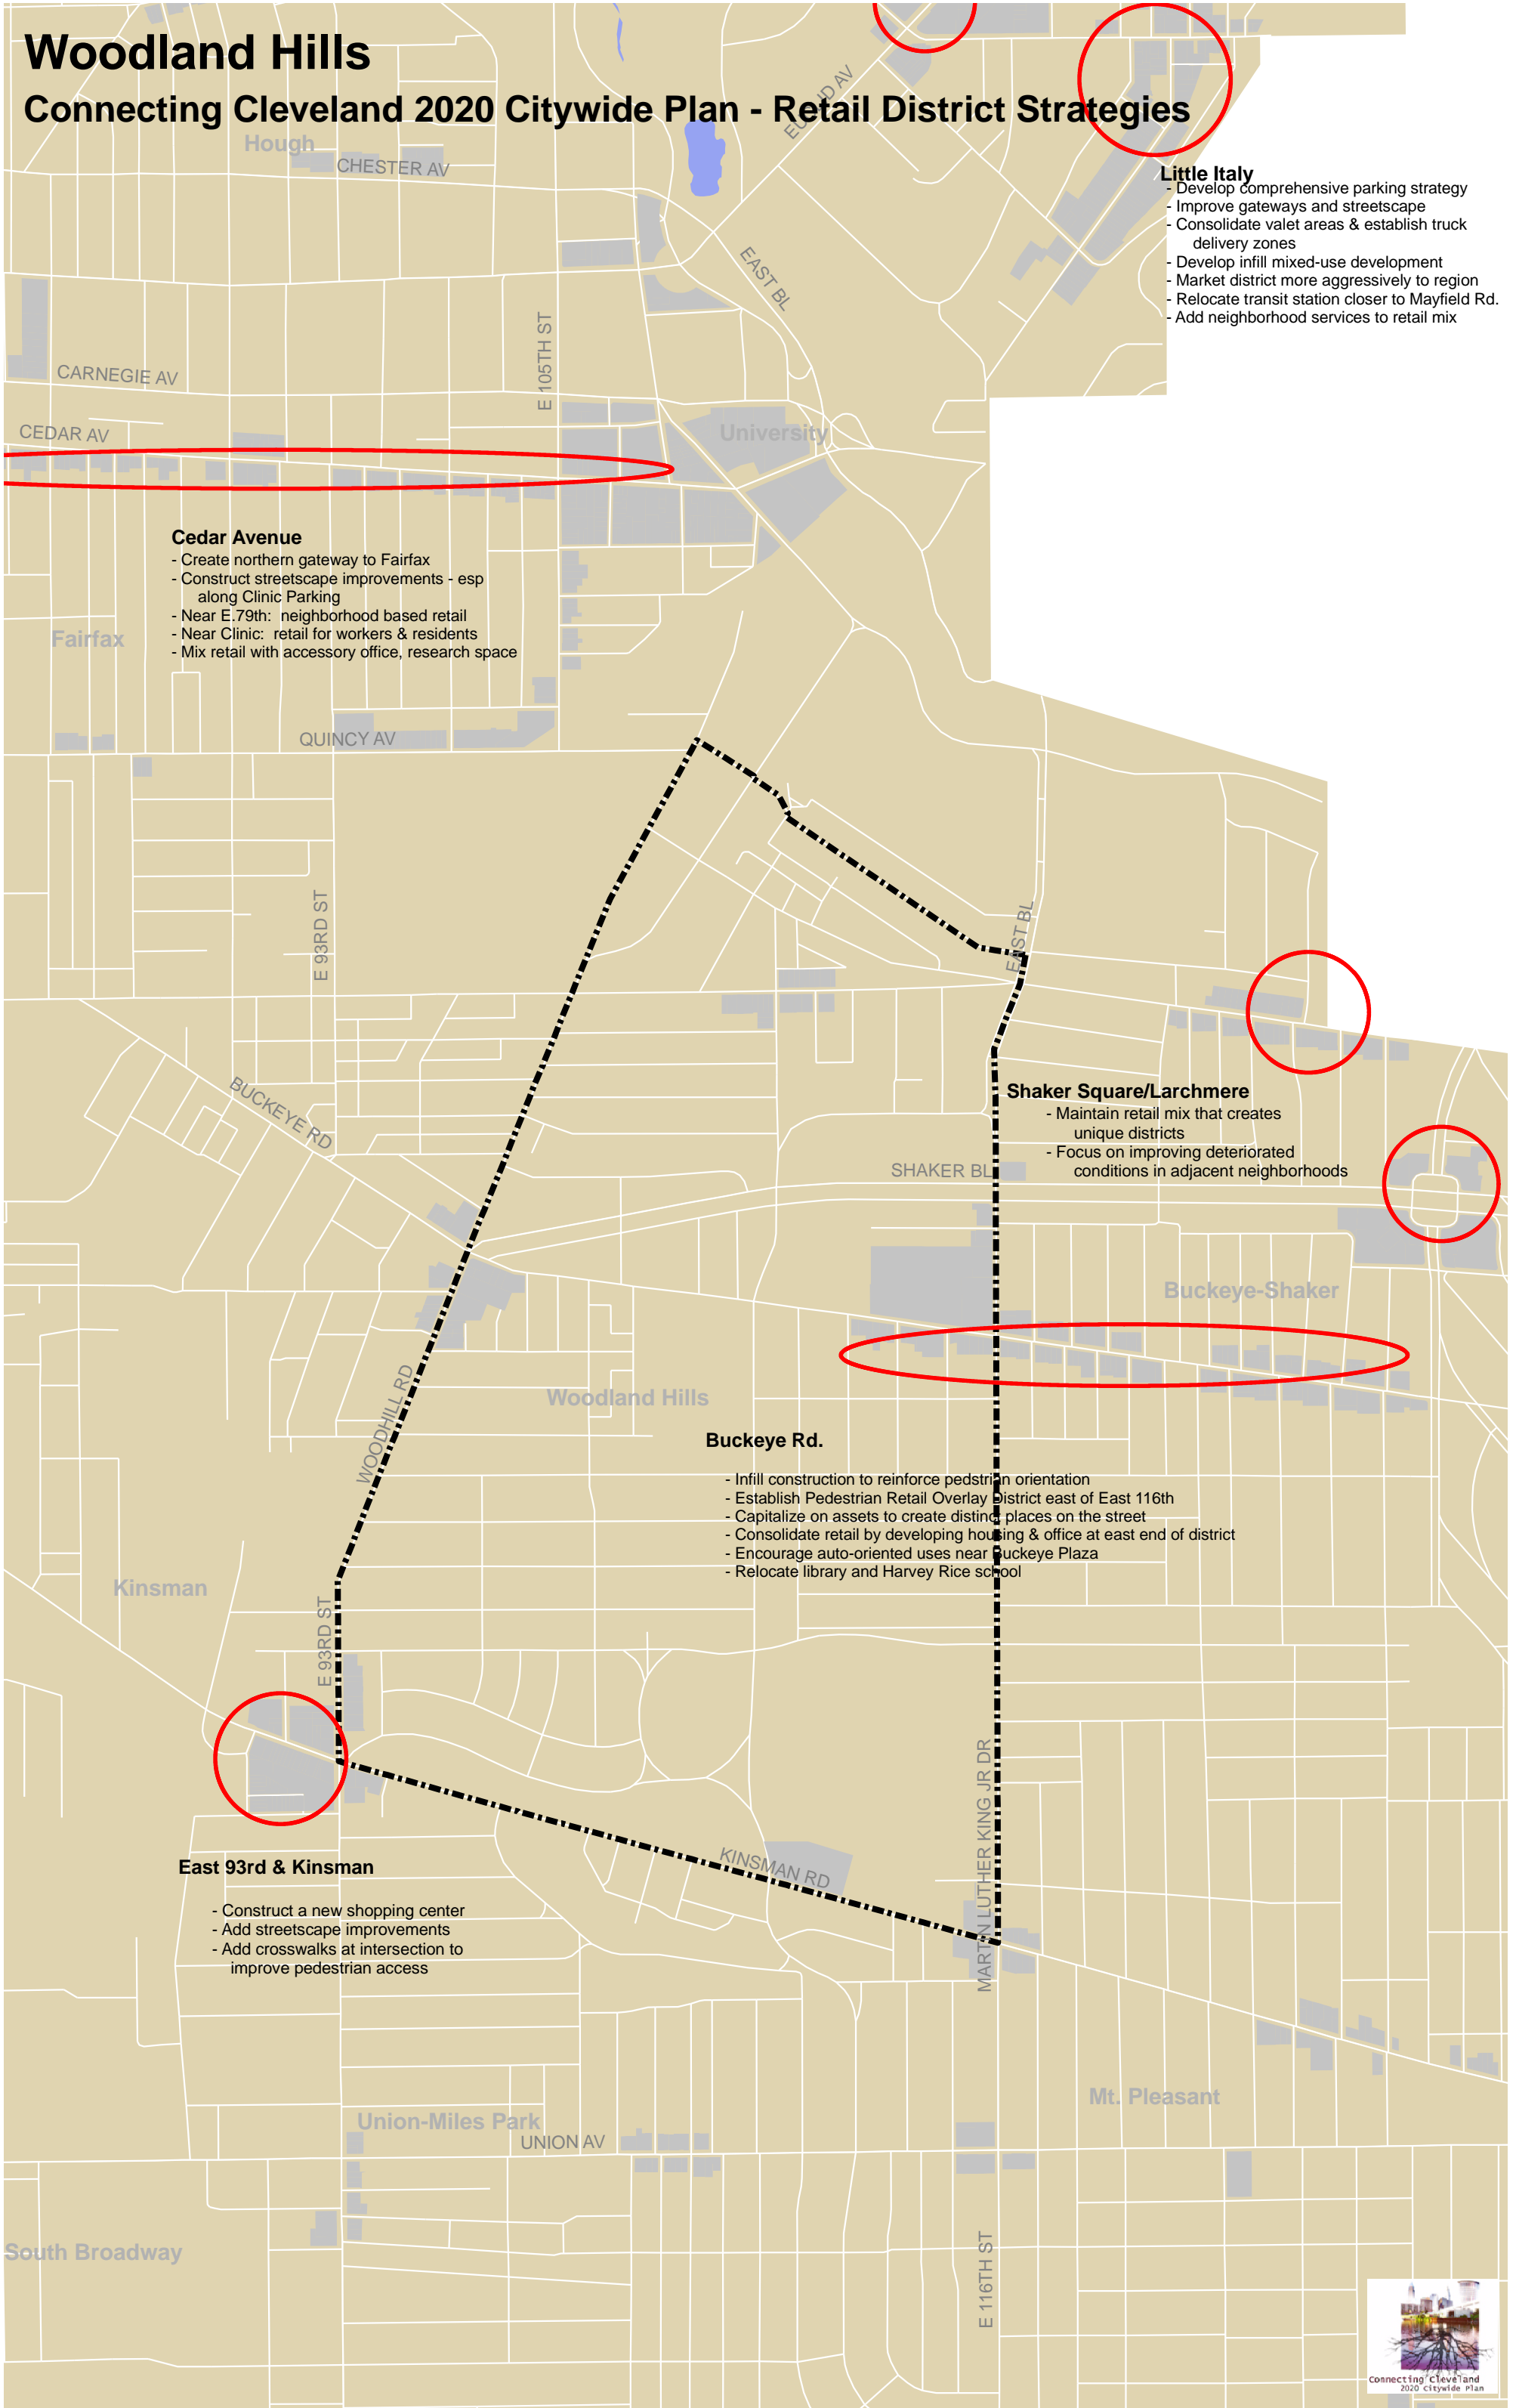 Woodland Hills
Connecting Cleveland 2020 Citywide Plan - Retail District Strategies
EUCLID AV
Hough
CHESTER AV
Little Italy
- Develop comprehensive parking strategy
- Improve gateways and streetscape
- Consolidate valet areas & establish truck
delivery zones
- Develop infill mixed-use development
- Market district more aggressively to region
- Relocate transit station closer to Mayfield Rd.
- Add neighborhood services to retail mix
EAST BL
E 105TH ST
CARNEGIE AV
CEDAR AV
University
Cedar Avenue
- Create northern gateway to Fairfax
- Construct streetscape improvements - esp
along Clinic Parking
- Near E.79th: neighborhood based retail
- Near Clinic: retail for workers & residents
- Mix retail with accessory office, research space
Fairfax
QUINCY AV
E 93RD ST
EAST BL
BUCKEYE RD
Shaker Square/Larchmere
- Maintain retail mix that creates
unique districts
- Focus on improving deteriorated
conditions in adjacent neighborhoods
SHAKER BL
Buckeye-Shaker
WOODHILL RD
Woodland Hills
Buckeye Rd.
- Infill construction to reinforce pedstrian orientation
- Establish Pedestrian Retail Overlay District east of East 116th
- Capitalize on assets to create distinct places on the street
- Consolidate retail by developing housing & office at east end of district
- Encourage auto-oriented uses near Buckeye Plaza
- Relocate library and Harvey Rice school
Kinsman
E 93RD ST
East 93rd & Kinsman
- Construct a new shopping center
- Add streetscape improvements
- Add crosswalks at intersection to
improve pedestrian access
KINSMAN RD
MARTIN LUTHER KING JR DR
Mt. Pleasant
Union-Miles Park
UNION AV
South Broadway
E 116TH ST
Connecting Cleveland
2020 Citywide Plan